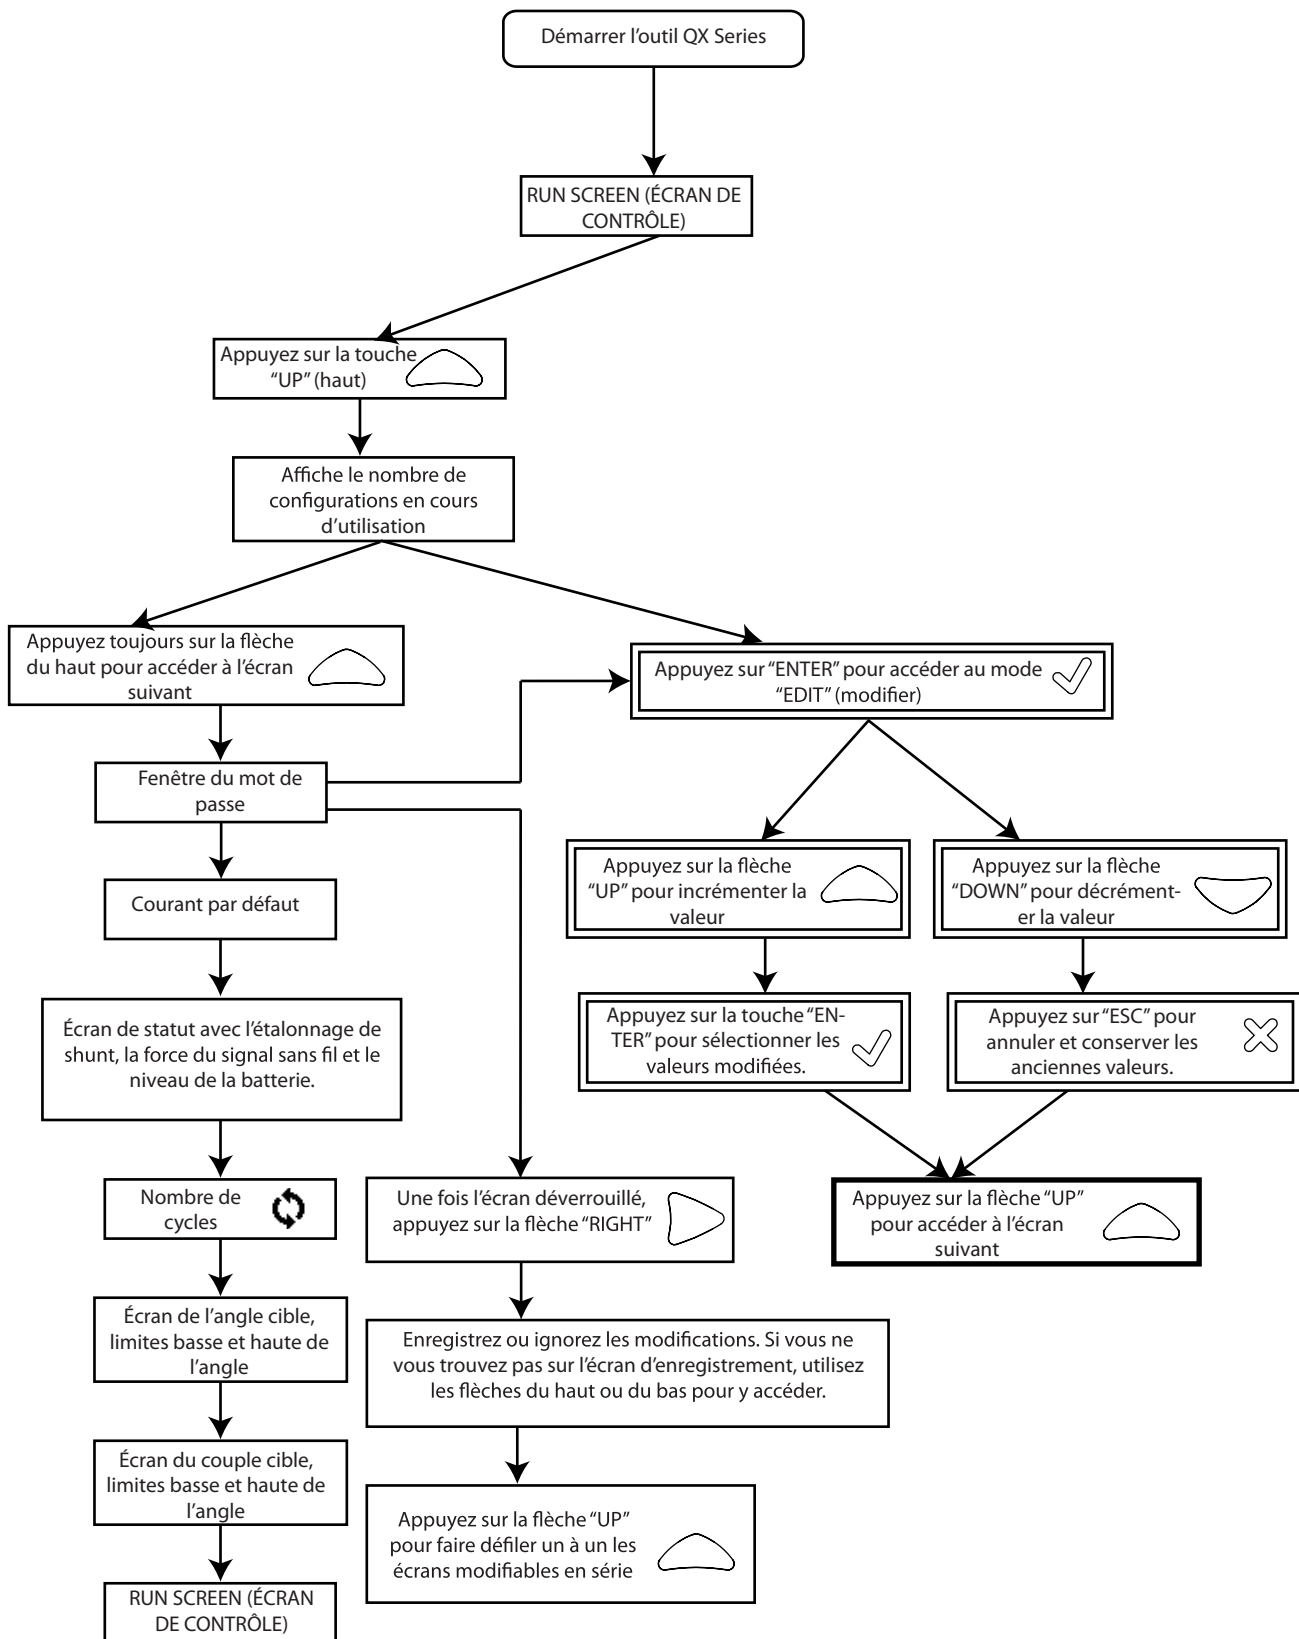 Démarrer l'outil QX Series
RUN SCREEN (ÉCRAN DE
CONTRÔLE)
Appuyez sur la touche
“UP” (haut)
Affiche le nombre de
configurations en cours
d'utilisation
Appuyez toujours sur la flèche
du haut pour accéder à l'écran
suivant
Appuyez sur “ENTER” pour accéder au mode
“EDIT” (modifier)
Fenêtre du mot de
passe
Appuyez sur la flèche
“UP” pour incrémenter la
valeur
Appuyez sur la flèche
“DOWN” pour décrément-
er la valeur
Courant par défaut
Écran de statut avec l'étalonnage de
shunt, la force du signal sans fil et le
niveau de la batterie.
Appuyez sur la touche “EN-
TER” pour sélectionner les
valeurs modifiées.
Appuyez sur “ESC” pour
annuler et conserver les
anciennes valeurs.
Nombre de
cycles
Une fois l'écran déverrouillé,
appuyez sur la flèche “RIGHT”
Appuyez sur la flèche “UP”
pour accéder à l'écran
suivant
Écran de l'angle cible,
limites basse et haute de
l'angle
Enregistrez ou ignorez les modifications. Si vous ne
vous trouvez pas sur l'écran d'enregistrement, utilisez
les flèches du haut ou du bas pour y accéder.
Écran du couple cible,
limites basse et haute de
l'angle
Appuyez sur la flèche “UP”
pour faire défiler un à un les
écrans modifiables en série
RUN SCREEN (ÉCRAN
DE CONTRÔLE)